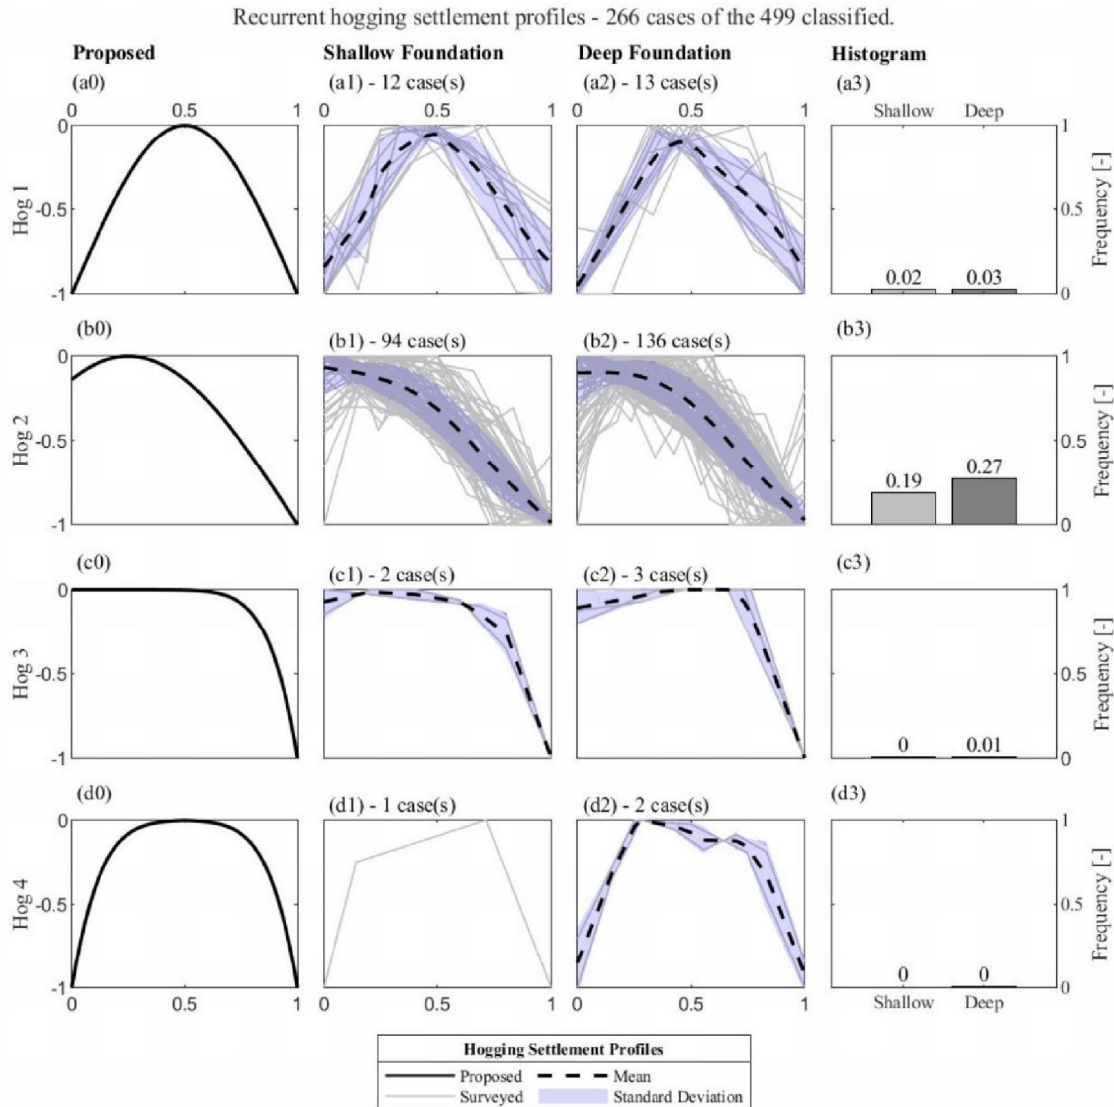 Recurrent hogging settlement profiles - 266 cases of the 499 classified.
Proposed Shallow Foundation Deep Foundation Histogram
(a0) (a1) - 12 case(s) (a2) - 13 case(s) (a3)
0 0.5 1 0 0.5 1 0 0.5 1 Shallow Deep
0 1
Hog 1 -0.5 0.5 Frequency [-]
0.02 0.03
-1 0
(b0) (b1) - 94 case(s) (b2) - 136 case(s) (b3)
0 1
Hog 2 -0.5 0.5 Frequency [-]
0.19 0.27
-1 0
(c0) (c1) - 2 case(s) (c2) - 3 case(s) (c3)
0 1
Hog 3 -0.5 0.5 Frequency [-]
0 0.01
-1 0
(d0) (d1) - 1 case(s) (d2) - 2 case(s) (d3)
0 1
Hog 4 -0.5 0.5 Frequency [-]
0 0
-1 0
0 0.5 1 0 0.5 1 0 0.5 1 Shallow Deep
Hogging Settlement Profiles
Proposed Mean
Surveyed Standard Deviation